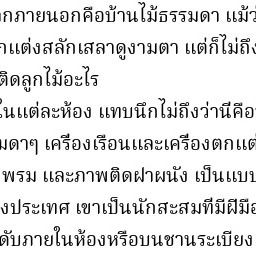 กภายนอกคือบ้านไม้ธรรมดา แม้ว่
กแต่งสลักเสลาดูงามตา แต่ก็ไม่ถึง
ติดลูกไม้อะไร
ในแต่ละห้อง แทบนึกไม่ถึงว่านี่คือ
มดาๆ เครื่องเรือนและเครื่องตกแต่
พรม และภาพติดฝาผนัง เป็นแบบ
งประเทศ เขาเป็นนักสะสมที่มีฝีมือ
ดับภายในห้องหรือบนชานระเบียง